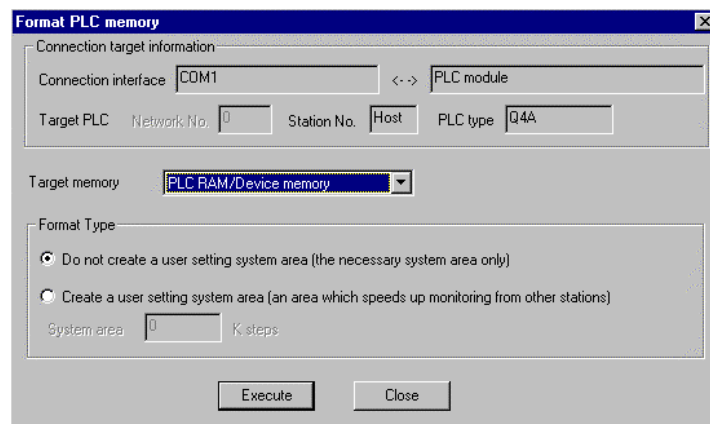 Format PLC memory
Connection target information
Connection interface COM1 <--> PLC module
Target PLC Network No. 0 Station No. Host PLC type Q4A
Target memory PLC RAM/Device memory
Format Type
Do not create a user setting system area (the necessary system area only)
Create a user setting system area (an area which speeds up monitoring from other stations)
System area 0 K steps
Execute Close